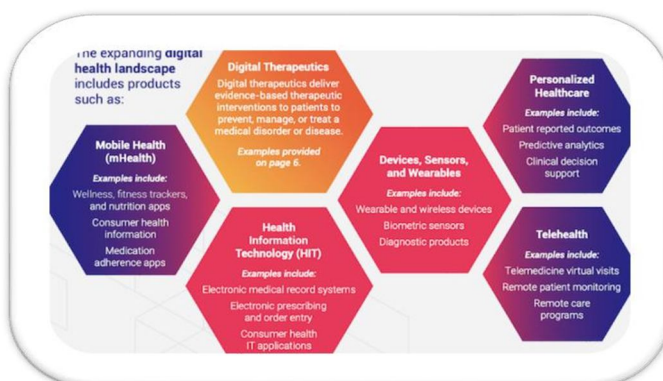 The expanding digital
health landscape
includes products
such as:
Mobile Health
(mHealth)
Examples include:
Wellness, fitness trackers,
and nutrition apps
Consumer health
information
Medication
adherence apps
Digital Therapeutics
Digital therapeutics deliver
evidence-based therapeutic
interventions to patients to
prevent, manage, or treat a
medical disorder or disease.
Examples provided
on page 6.
Health
Information
Technology (HIT)
Examples include:
Electronic medical record systems
Electronic prescribing
and order entry
Consumer health
IT applications
Devices, Sensors,
and Wearables
Examples include:
Wearable and wireless devices
Biometric sensors
Diagnostic products
Personalized
Healthcare
Examples include:
Patient reported outcomes
Predictive analytics
Clinical decision
support
Telehealth
Examples include:
Telemedicine virtual visits
Remote patient monitoring
Remote care
programs